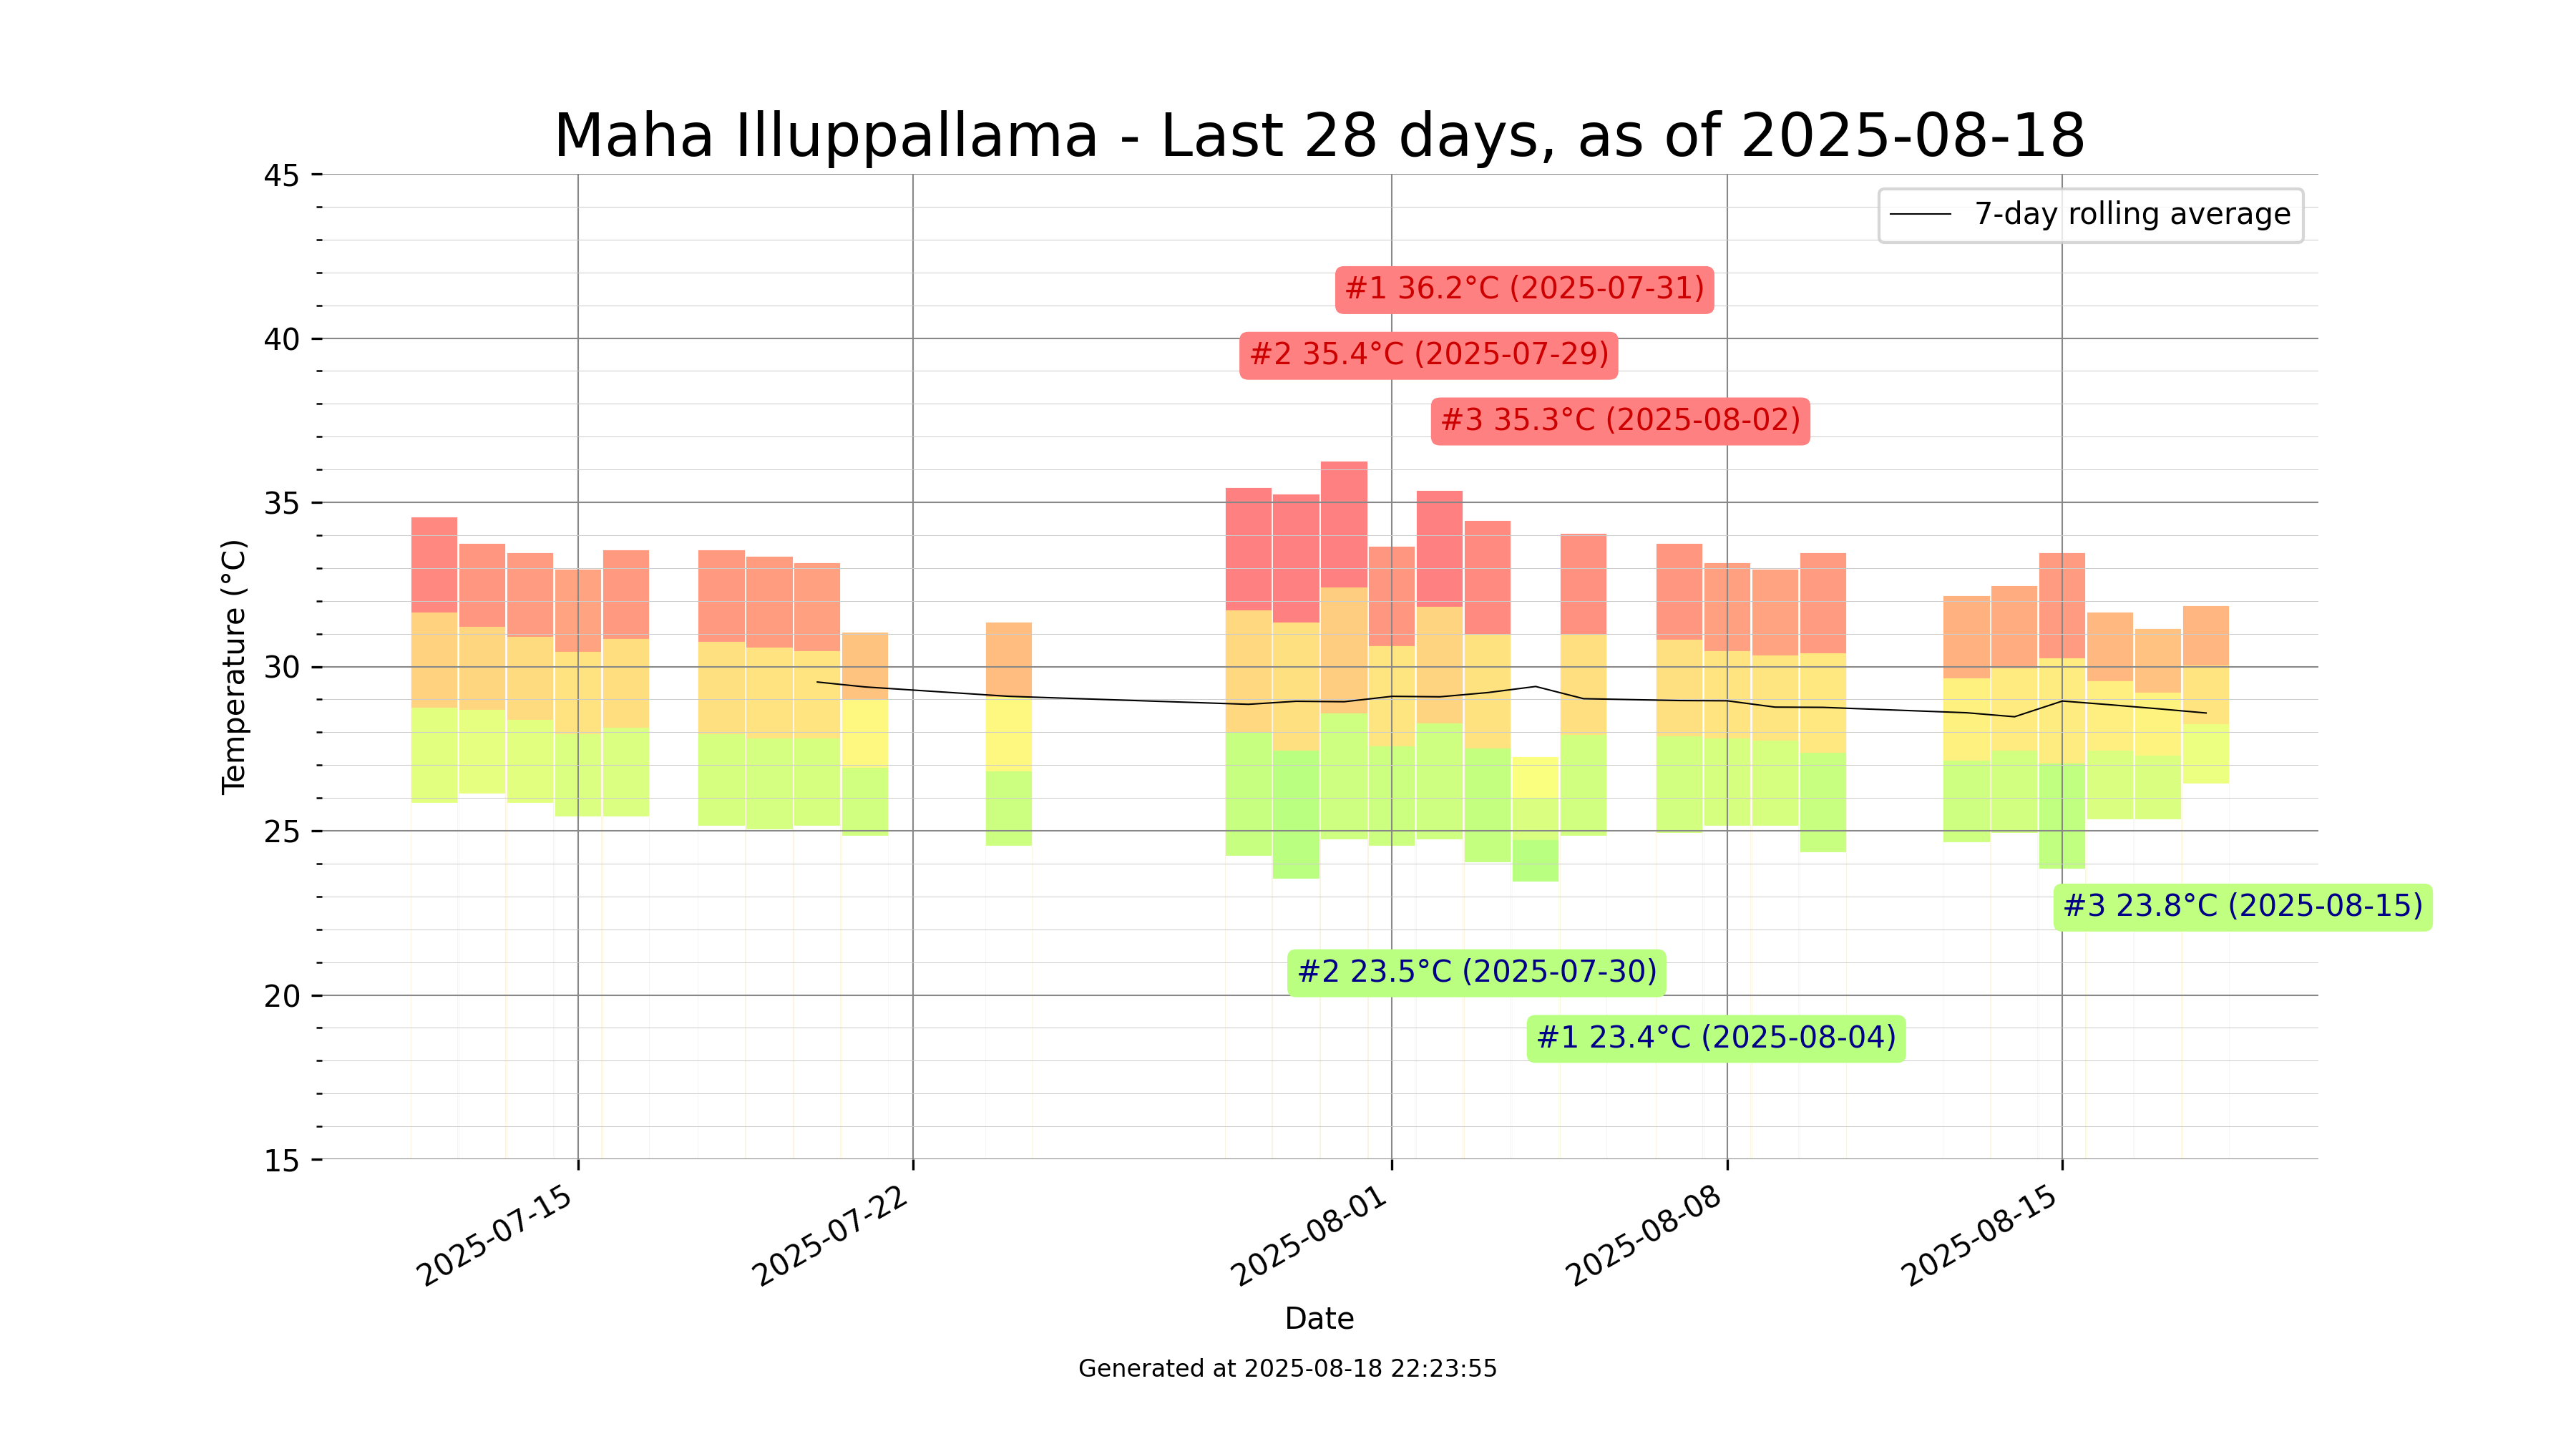 Maha Illuppallama - Last 28 days, as of 2025-08-18
45
7-day rolling average
#1 36.2°C (2025-07-31)
40
#2 35.4°C (2025-07-29)
#3 35.3°C (2025-08-02)
35
Temperature (°C)
30
25
#3 23.8°C (2025-08-15)
#2 23.5°C (2025-07-30)
20
#1 23.4°C (2025-08-04)
15
2025-07-15
2025-07-22
2025-08-01
2025-08-08
2025-08-15
Date
Generated at 2025-08-18 22:23:55